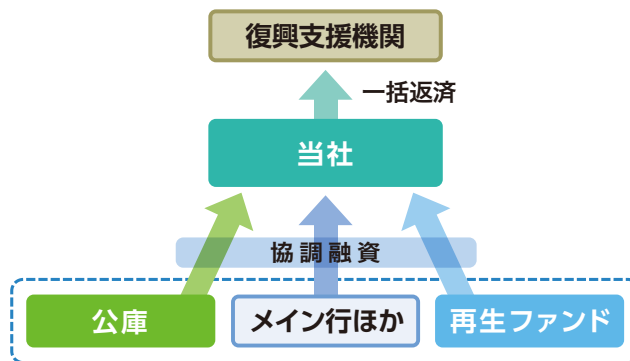 復興支援機関
一括返済
当社
協調融資
公庫
メイン行ほか
再生ファンド